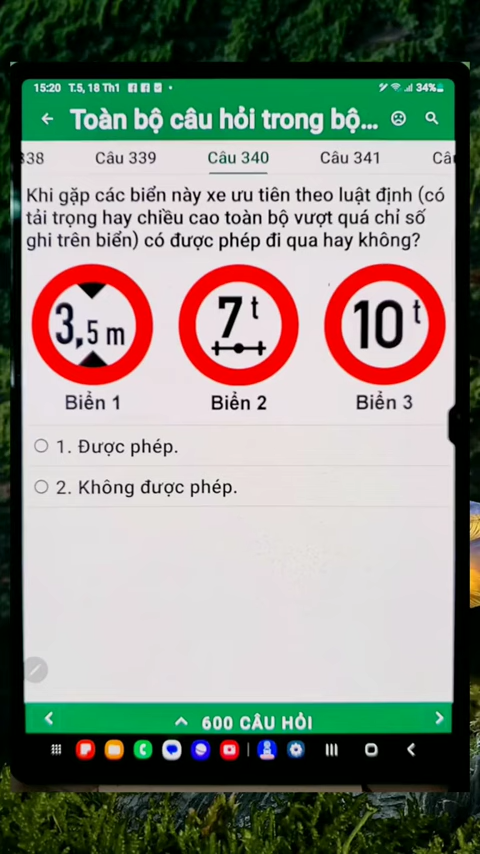 15:20 T.5, 18 Th1 34%
Toàn bộ câu hỏi trong bộ...
338 Câu 339 Câu 340 Câu 341 Câu
Khi gặp các biển này xe ưu tiên theo luật định (có
tải trọng hay chiều cao toàn bộ vượt quá chỉ số
ghi trên biển) có được phép đi qua hay không?
3,5 m 7t 10t
Biển 1 Biển 2 Biển 3
1. Được phép.
2. Không được phép.
600 CÂU HỎI